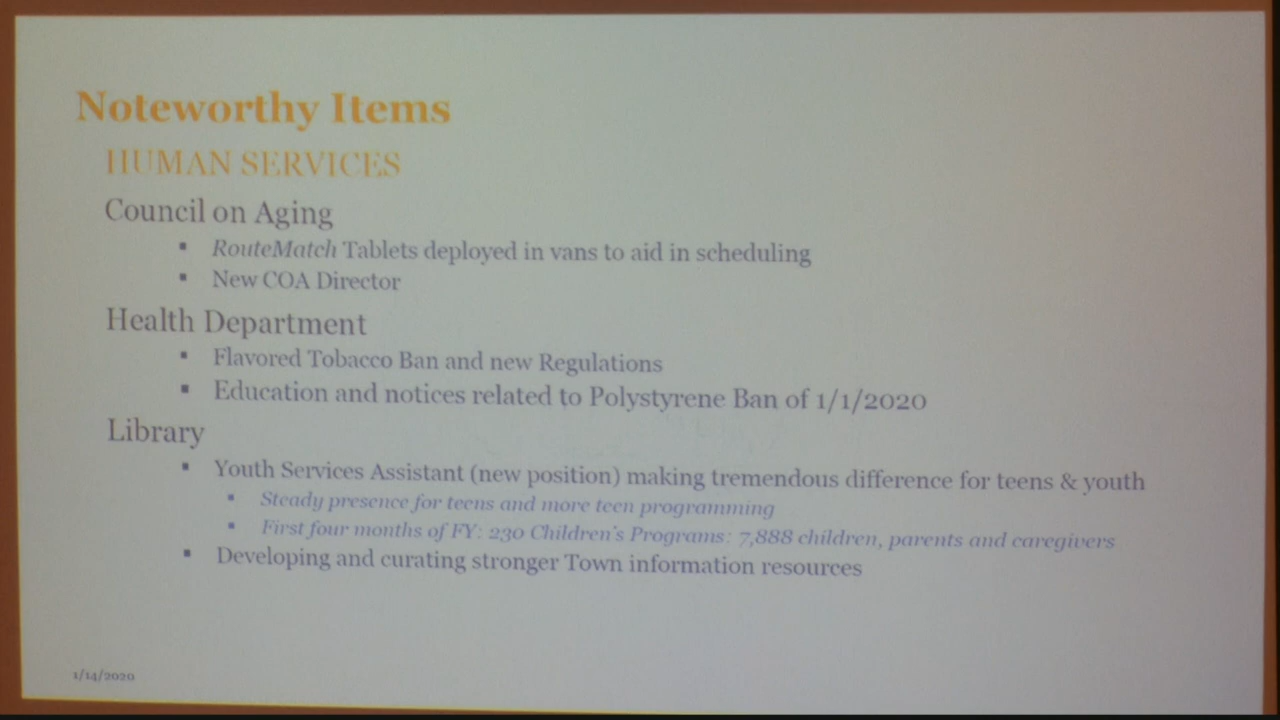 Noteworthy Items
HUMAN SERVICES
Council on Aging
▪ RouteMatch Tablets deployed in vans to aid in scheduling
▪ New COA Director
Health Department
▪ Flavored Tobacco Ban and new Regulations
▪ Education and notices related to Polystyrene Ban of 1/1/2020
Library
▪ Youth Services Assistant (new position) making tremendous difference for teens & youth
▪ Steady presence for teens and more teen programming
▪ First four months of FY: 230 Children's Programs: 7,888 children, parents and caregivers
▪ Developing and curating stronger Town information resources
1/14/2020